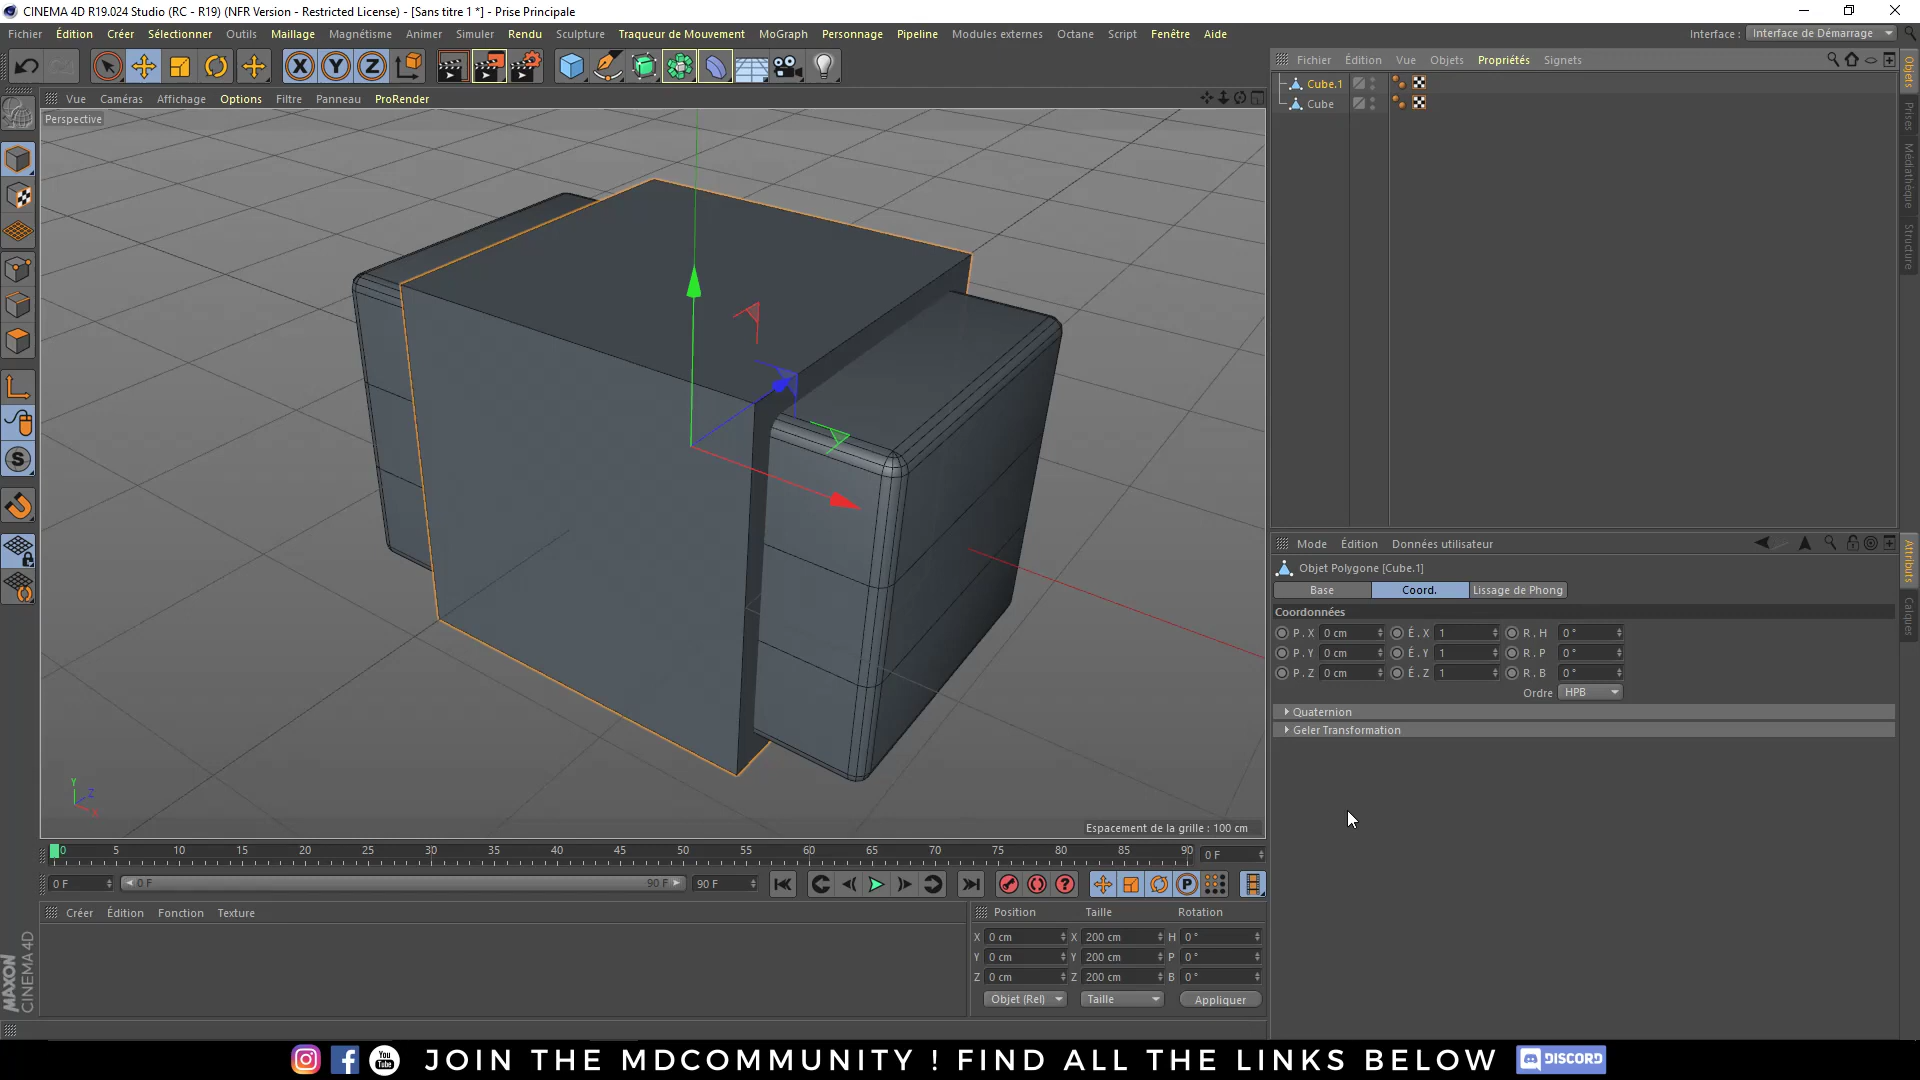 CINEMA 4D R19.024 Studio (RC - R19) (NFR Version - Restricted License) - [Sans titre 1 *] - Prise Principale
Fichier Édition Créer Sélectionner Outils Maillage Magnétisme Animer Simuler Rendu Sculpture Traqueur de Mouvement MoGraph Personnage Pipeline Modules externes Octane Script Fenêtre Aide Interface : Interface de Démarrage
X Y Z
Vue Caméras Affichage Options Filtre Panneau ProRender
Perspective
Fichier Édition Vue Objets Propriétés Signets
Cube.1
Cube
Objets
Prises
Médiathèque
Structure
S
Y
Z
X
Espacement de la grille : 100 cm
Mode Édition Données utilisateur
Objet Polygone [Cube.1]
Base Coord. Lissage de Phong
Coordonnées
P . X 0 cm É . X 1 R . H 0 °
P . Y 0 cm É . Y 1 R . P 0 °
P . Z 0 cm É . Z 1 R . B 0 °
Ordre HPB
Quaternion
Geler Transformation
Attributs
Calques
0 5 10 15 20 25 30 35 40 45 50 55 60 65 70 75 80 85 90 0 F
0 F 0 F 90 F 90 F ? P
Créer Édition Fonction Texture
Position Taille Rotation
X 0 cm X 200 cm H 0 °
Y 0 cm Y 200 cm P 0 °
Z 0 cm Z 200 cm B 0 °
Objet (Rel) Taille Appliquer
MAXON
CINEMA 4D
You
Tube
JOIN THE MDCOMMUNITY ! FIND ALL THE LINKS BELOW
DISCORD